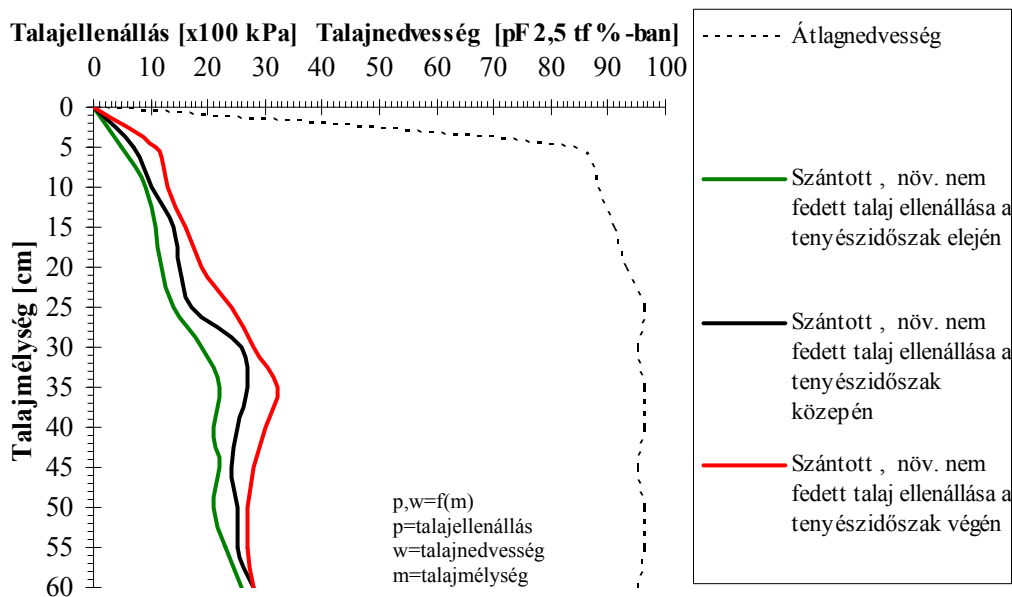 Talajellenállás [x100 kPa] Talajnedvesség [pF 2,5 tf %-ban]
0 10 20 30 40 50 60 70 80 90 100
Talajmélység [cm]
0
5
10
15
20
25
30
35
40
45
50
55
60
p,w=f(m)
p=talajellenállás
w=talajnedvesség
m=talajmélység
Átlagnedvesség
Szántott , növ. nem
fedett talaj ellenállása a
tenyészidőszak elején
Szántott , növ. nem
fedett talaj ellenállása a
tenyészidőszak
közepén
Szántott , növ. nem
fedett talaj ellenállása a
tenyészidőszak végén